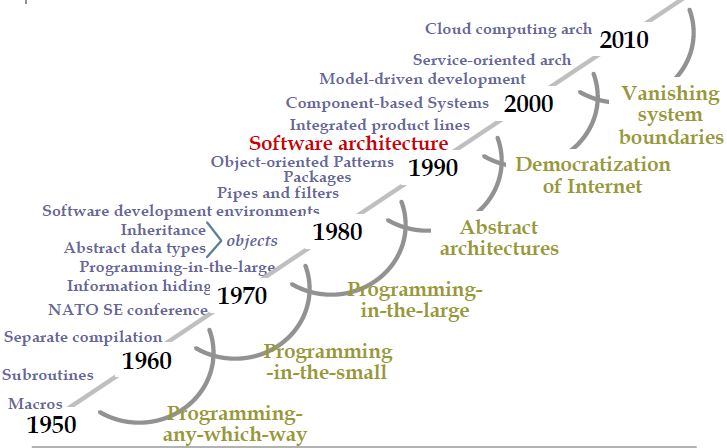 Cloud computing arch
2010
Service-oriented arch
Model-driven development
Component-based Systems
2000
Integrated product lines
Software architecture
Object-oriented Patterns
1990
Packages
Pipes and filters
Software development environments
Inheritance
objects
Abstract data types
1980
Programming-in-the-large
Information hiding
1970
NATO SE conference
Separate compilation
1960
Subroutines
Macros
1950
Vanishing
system
boundaries
Democratization
of Internet
Abstract
architectures
Programming-
in-the-large
Programming
-in-the-small
Programming-
any-which-way